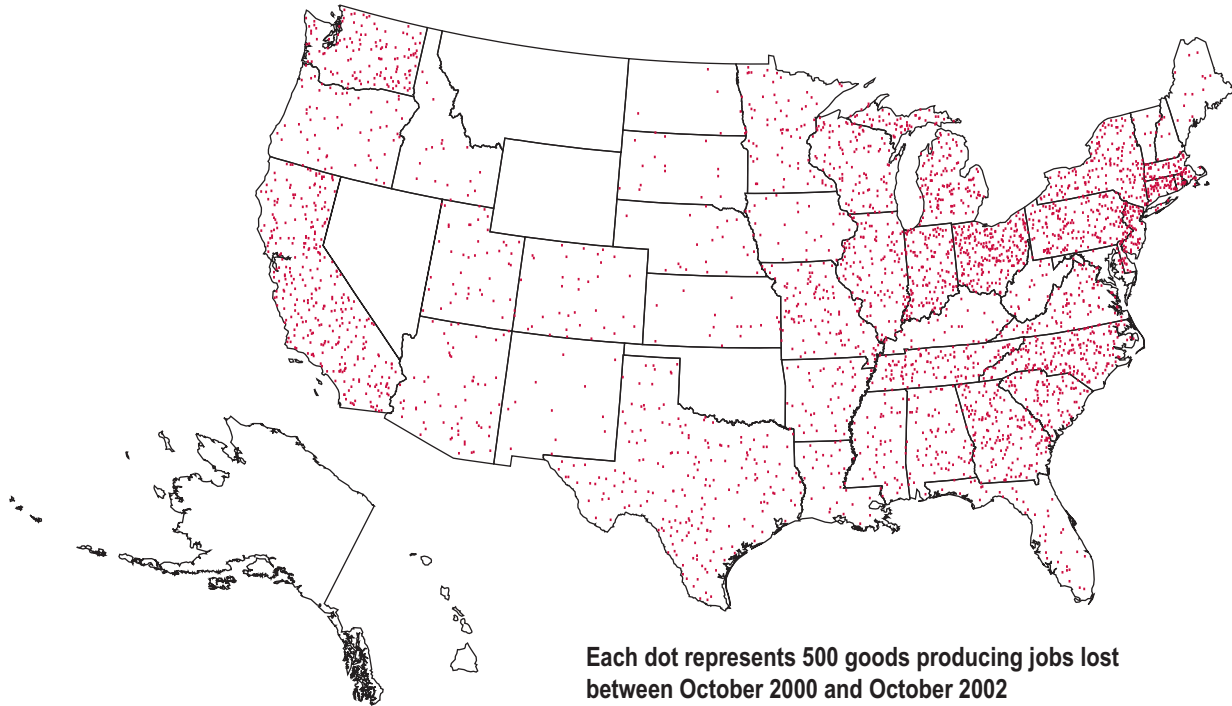 Each dot represents 500 goods producing jobs lost
between October 2000 and October 2002